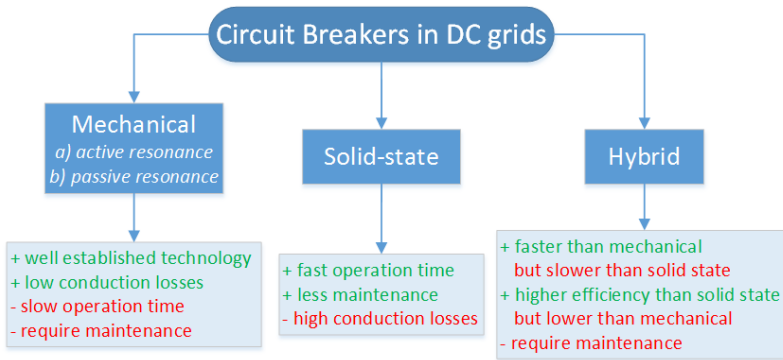 Circuit Breakers in DC grids
Mechanical
a) active resonance
b) passive resonance
Solid-state
Hybrid
+ well established technology
+ low conduction losses
- slow operation time
- require maintenance
+ fast operation time
+ less maintenance
- high conduction losses
+ faster than mechanical
but slower than solid state
+ higher efficiency than solid state
but lower than mechanical
- require maintenance